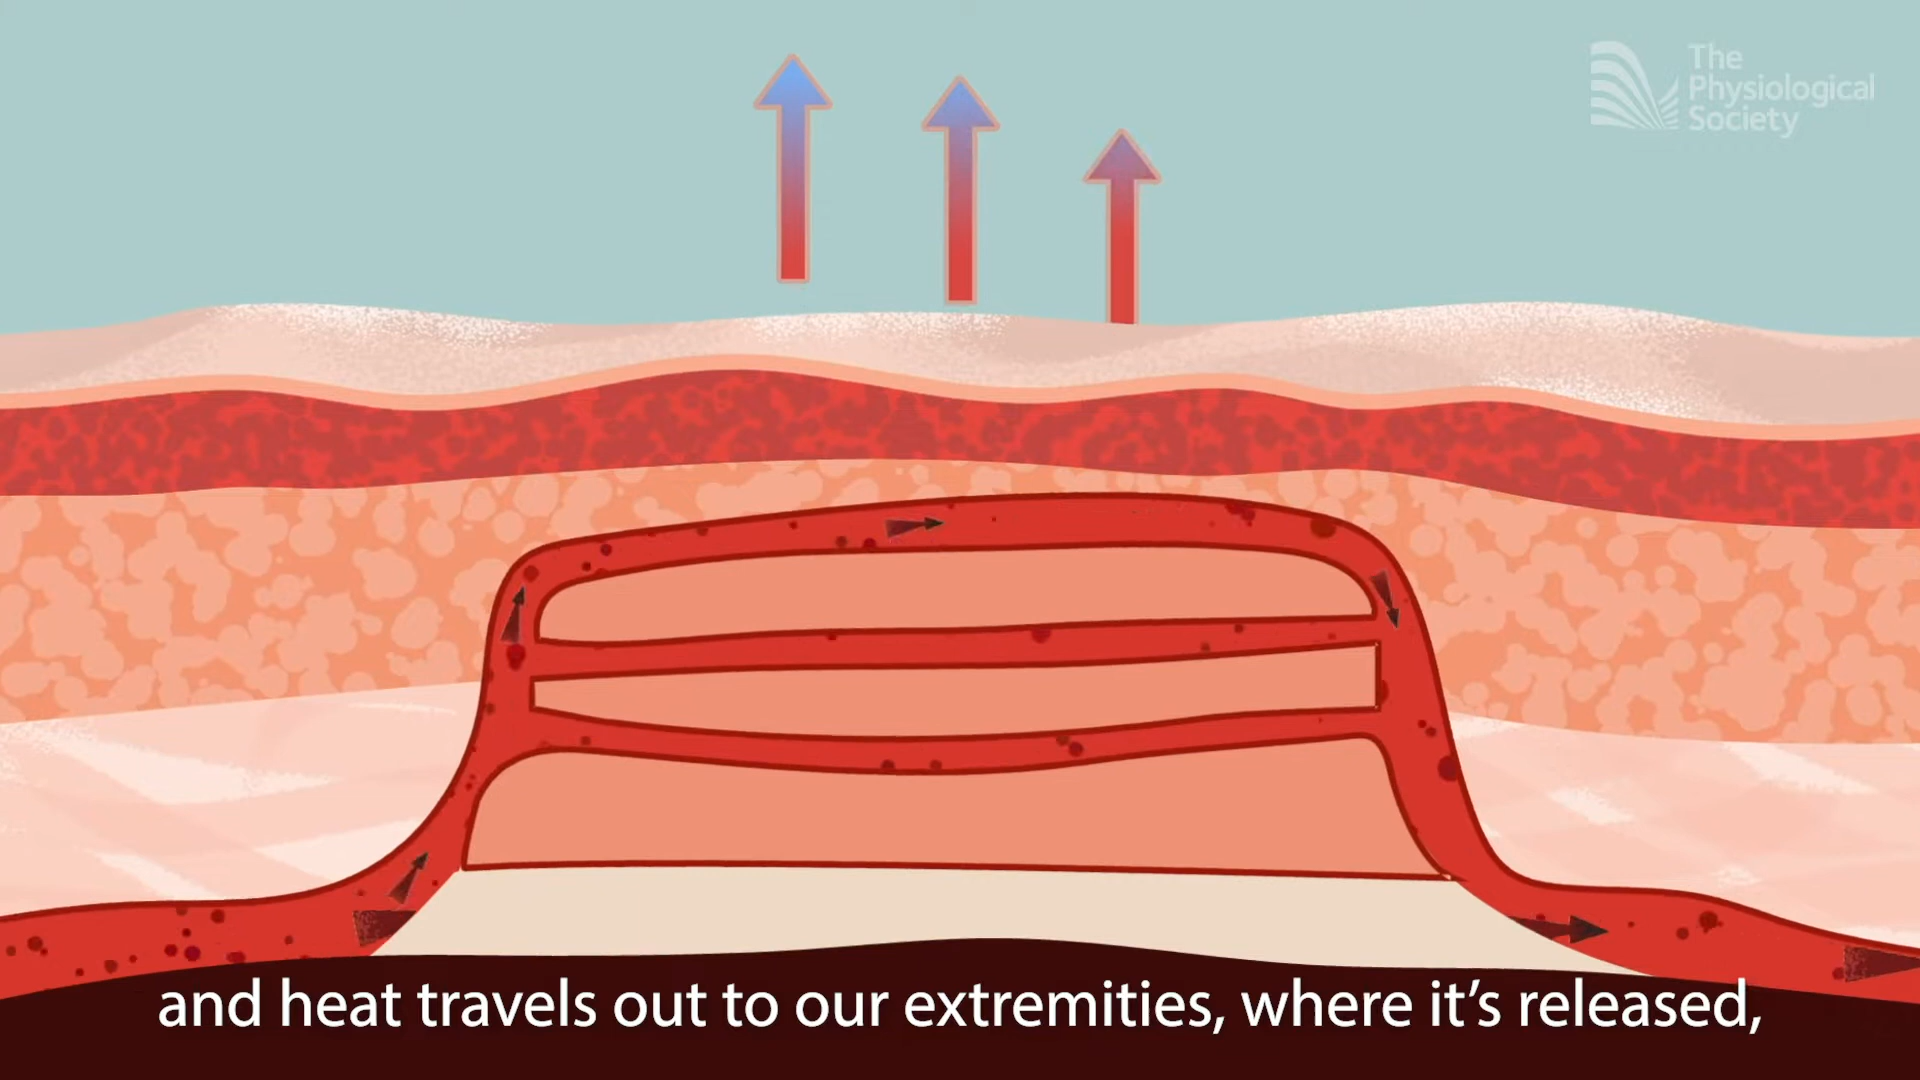 The
Physiological
Society
and heat travels out to our extremities, where it's released,